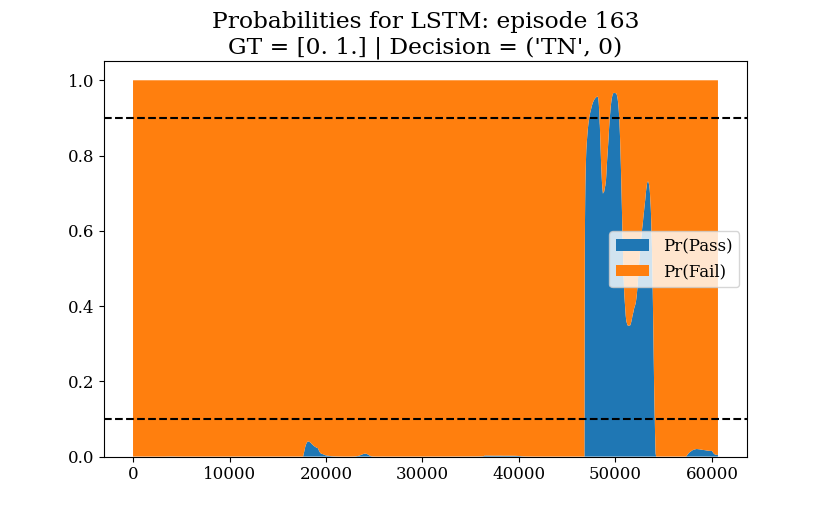 Probabilities for LSTM: episode 163
GT = [0. 1.] | Decision = ('TN', 0)
1.0
0.8
0.6
0.4
0.2
0.0
Pr(Pass)
Pr(Fail)
0 10000 20000 30000 40000 50000 60000